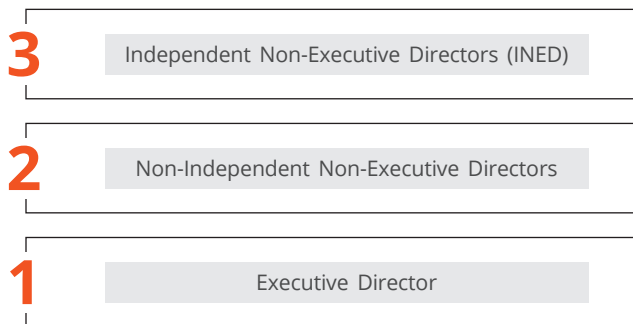 3
Independent Non-Executive Directors (INED)
2
Non-Independent Non-Executive Directors
1
Executive Director